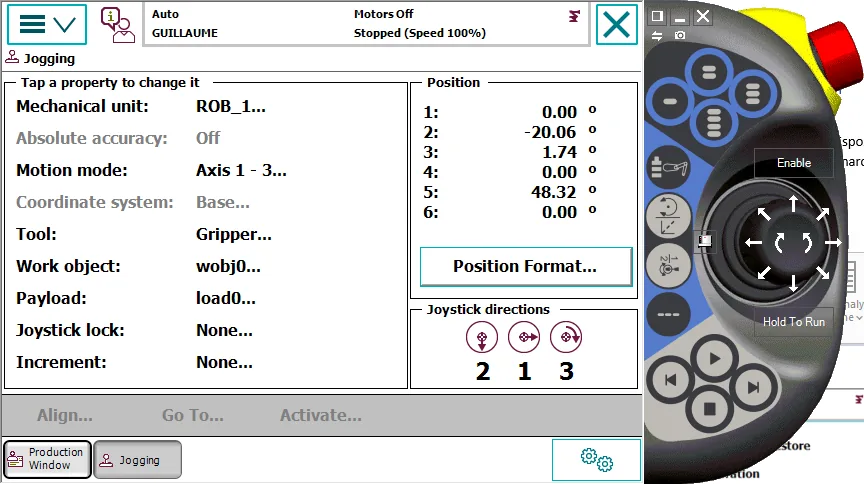 Auto
GUILLAUME
Motors Off
Stopped (Speed 100%)
Jogging
Tap a property to change it
Mechanical unit: ROB_1...
Absolute accuracy: Off
Motion mode: Axis 1 - 3...
Coordinate system: Base...
Tool: Gripper...
Work object: wobj0...
Payload: load0...
Joystick lock: None...
Increment: None...
Position
1: 0.00 º
2: -20.06 º
3: 1.74 º
4: 0.00 º
5: 48.32 º
6: 0.00 º
Position Format...
Joystick directions
2 1 3
Align... Go To... Activate...
Production
Window
Jogging
Enable
Hold To Run